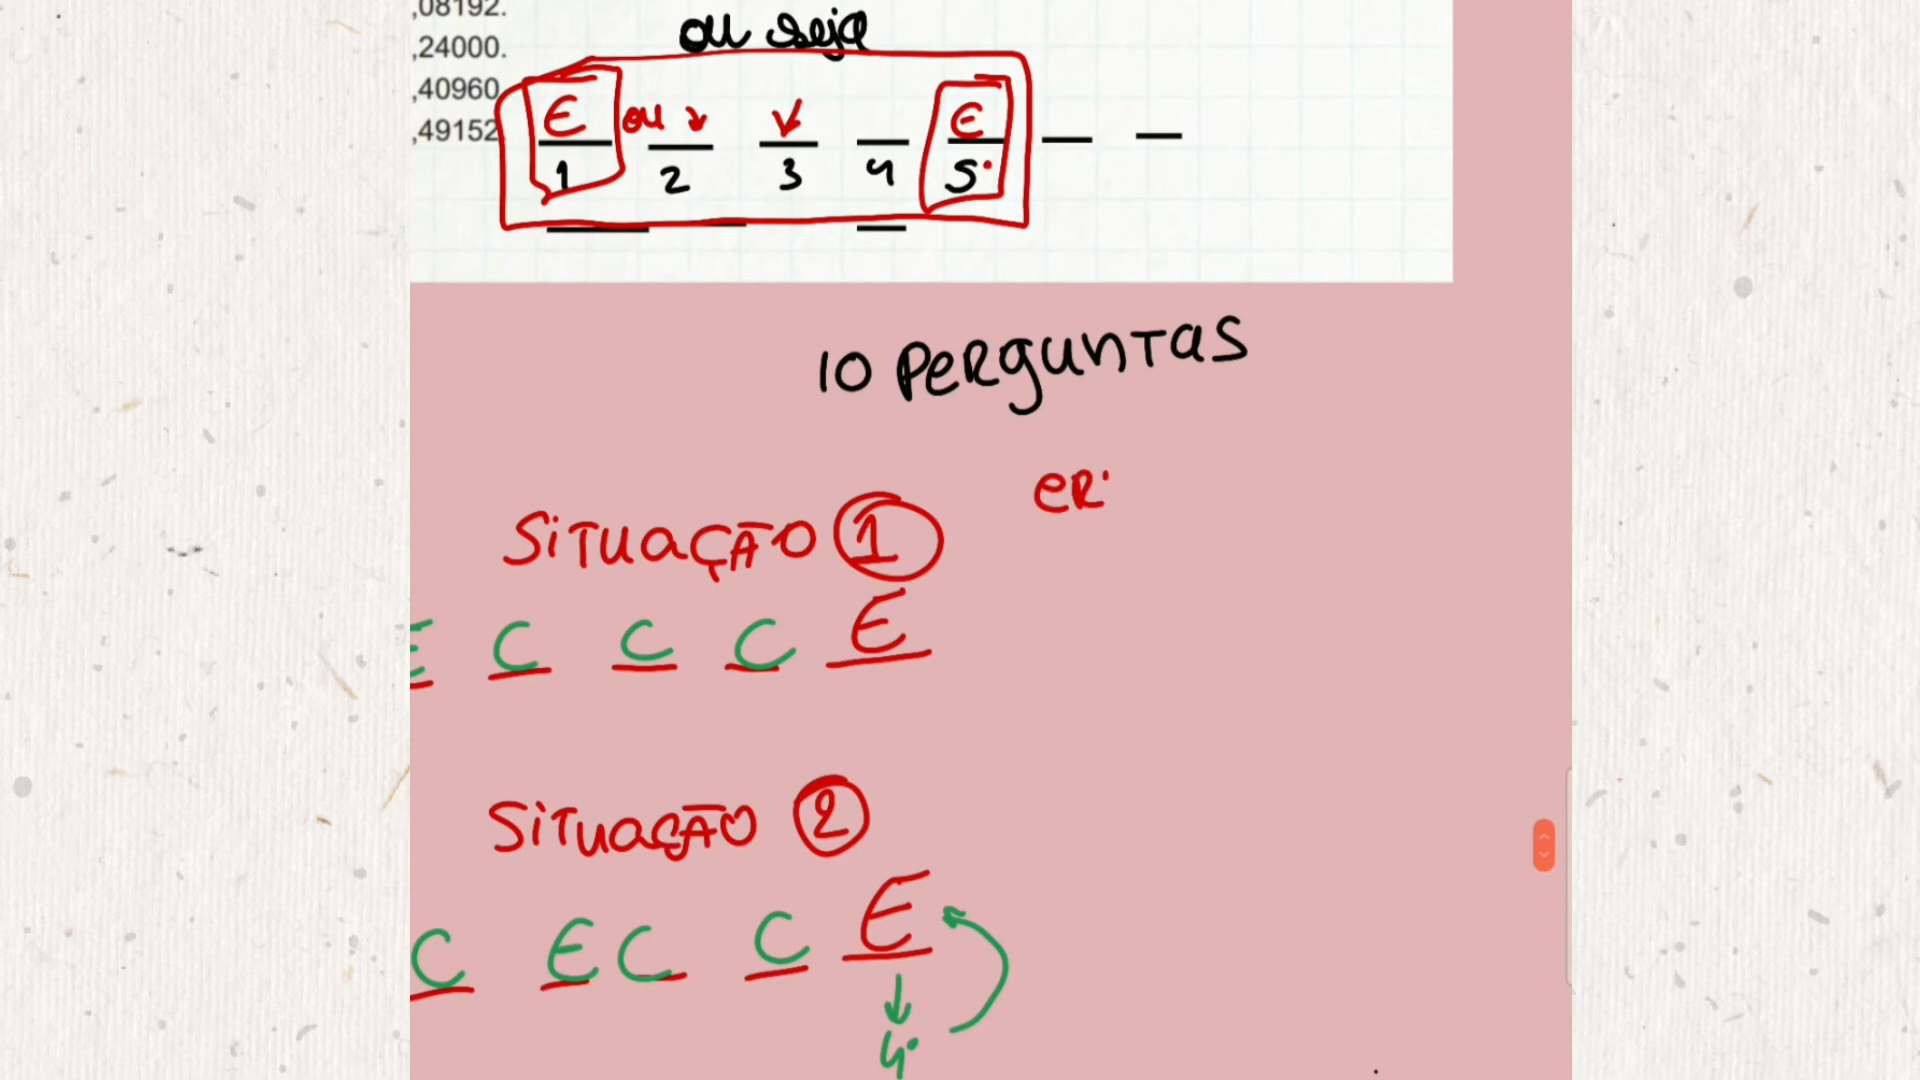 ,08192.
,24000.
,40960
,49152
ou seja
E ou E
1 2 3 4 5
10 PERguntas
Situação 1
ER
E C C C E
Situação 2
C E C C E
4